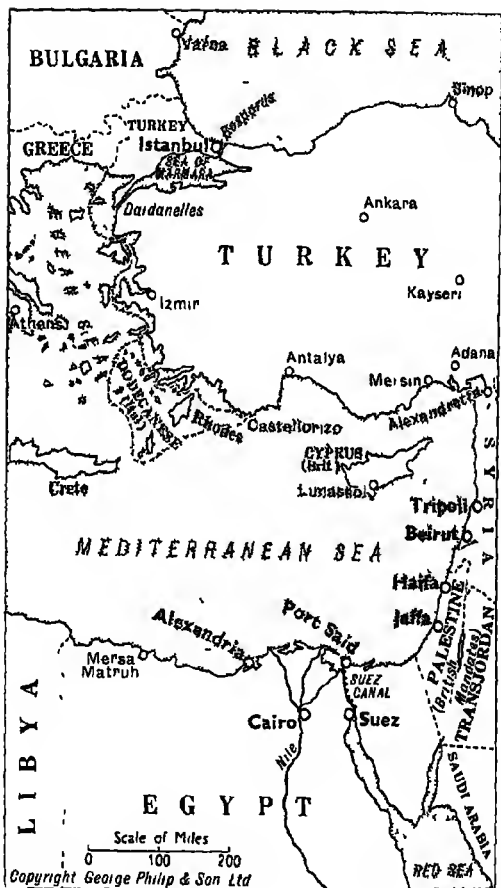 Varna
BLACK SEA
BULGARIA
Sinop
TURKEY
Bosporus
Istanbul
GREECE
SEA OF
MARMARA
Dardanelles
Ankara
TURKEY
Kayseri
Izmir
Athens
Antalya
Adana
Mersin
Alexandretta
DODECANESE
(Ital.)
Rhodes
Castellorizo
CYPRUS
(Brit.)
Limassol
SYRIA
Crete
Tripoli
Beirut
MEDITERRANEAN SEA
Haifa
Jaffa
PALESTINE
(British
Mandates)
TRANSJORDAN
Alexandria
Port Said
Mersa
Matruh
SUEZ
CANAL
Cairo
Suez
Nile
LIBYA
EGYPT
SAUDI ARABIA
Scale of Miles
0 100 200
RED SEA
Copyright George Philip & Son Ltd